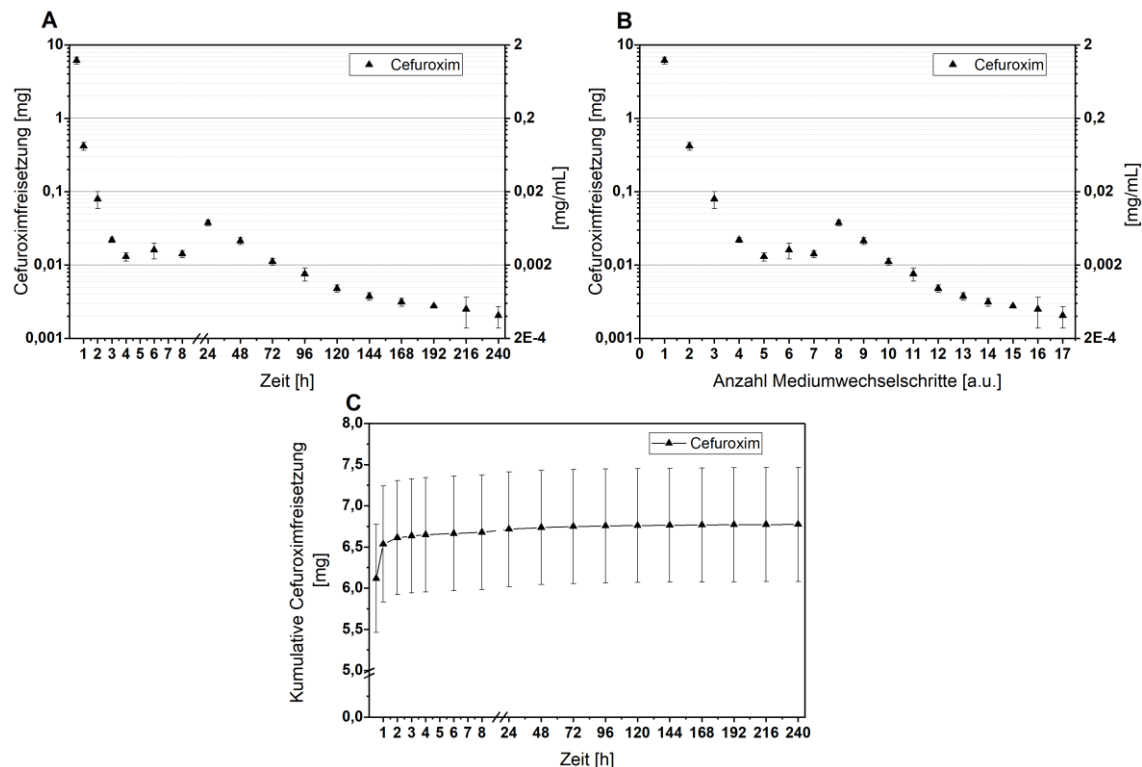 A
Cefuroxim
10
1
0,1
0,01
0,001
Cefuroximfreisetzung [mg]
2
0,2
0,02
0,002
2E-4
[mg/mL]
1 2 3 4 5 6 7 8 24 48 72 96 120 144 168 192 216 240
Zeit [h]
B
Cefuroxim
10
1
0,1
0,01
0,001
Cefuroximfreisetzung [mg]
2
0,2
0,02
0,002
2E-4
[mg/mL]
0 1 2 3 4 5 6 7 8 9 10 11 12 13 14 15 16 17
Anzahl Mediumwechselschritte [a.u.]
C
Cefuroxim
8,0
7,5
7,0
6,5
6,0
5,5
5,0
0,0
Kumulative Cefuroximfreisetzung
[mg]
1 2 3 4 5 6 7 8 24 48 72 96 120 144 168 192 216 240
Zeit [h]